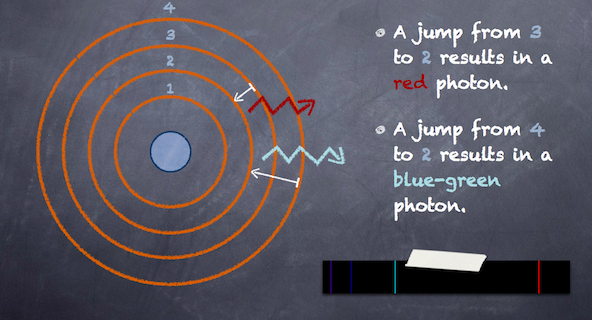 4
3
2
1
A jump from 3
to 2 results in a
red photon.
A jump from 4
to 2 results in a
blue-green
photon.